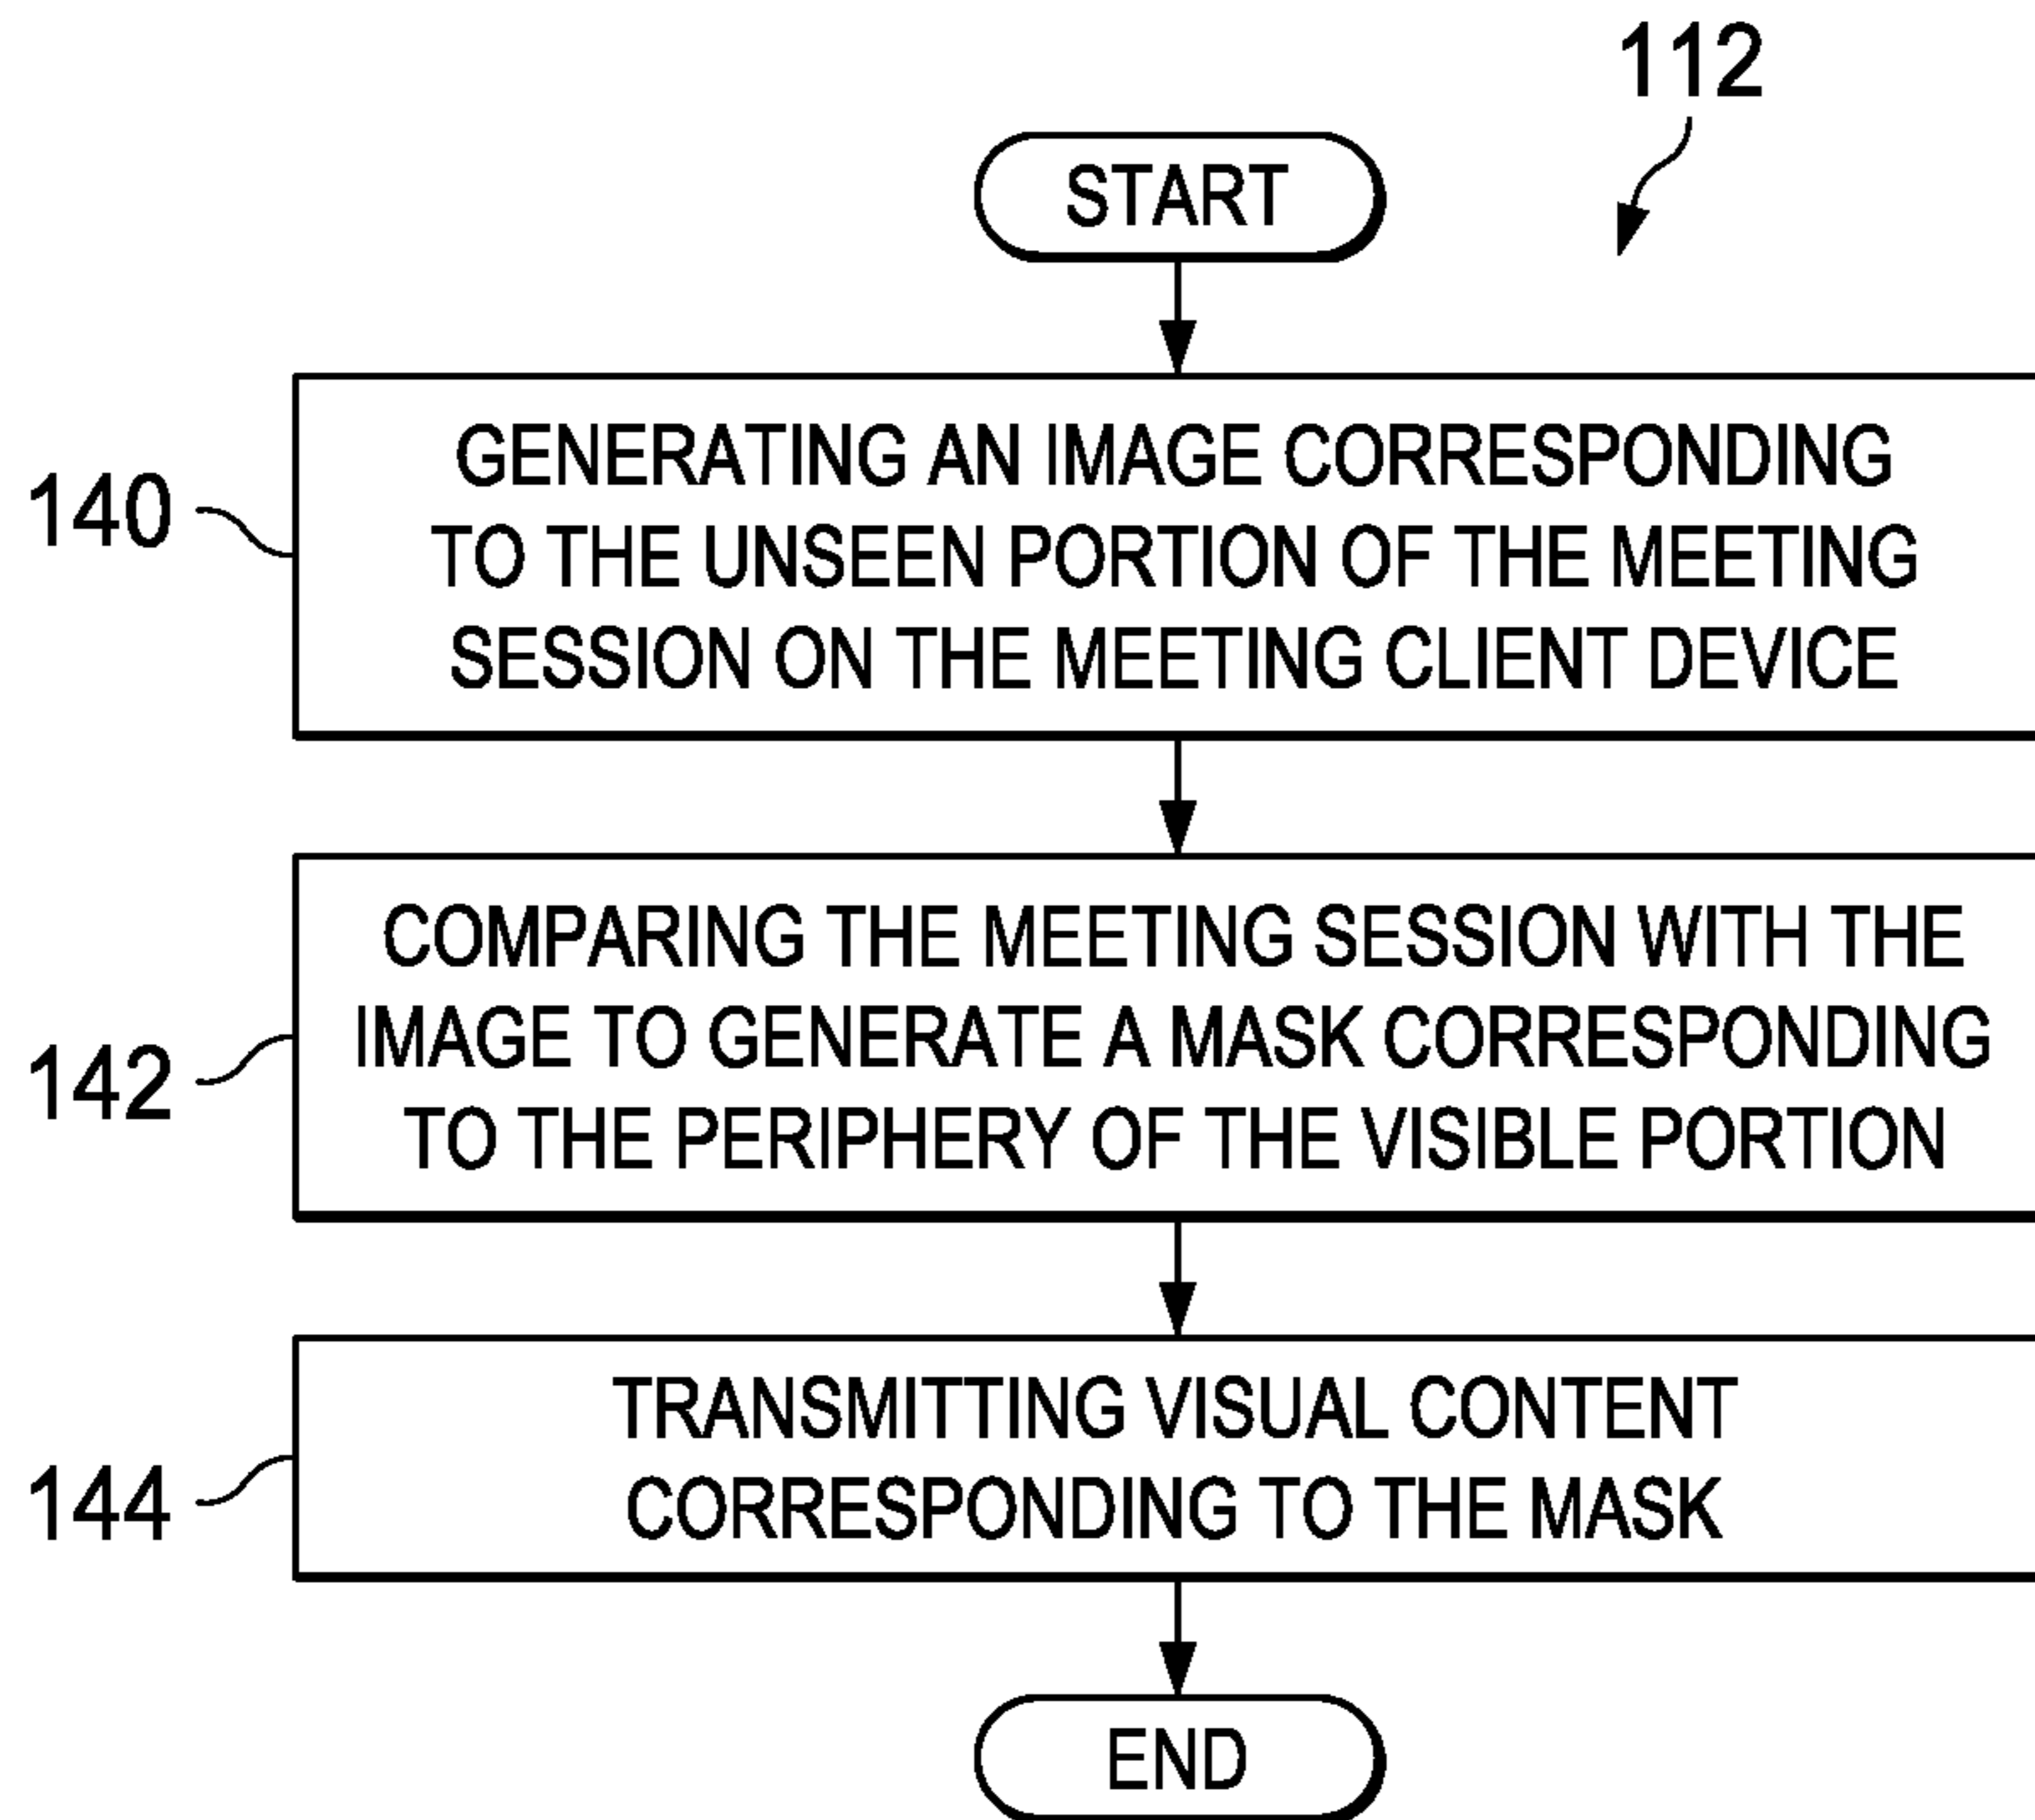 112
START
140
GENERATING AN IMAGE CORRESPONDING
TO THE UNSEEN PORTION OF THE MEETING
SESSION ON THE MEETING CLIENT DEVICE
142
COMPARING THE MEETING SESSION WITH THE
IMAGE TO GENERATE A MASK CORRESPONDING
TO THE PERIPHERY OF THE VISIBLE PORTION
144
TRANSMITTING VISUAL CONTENT
CORRESPONDING TO THE MASK
END